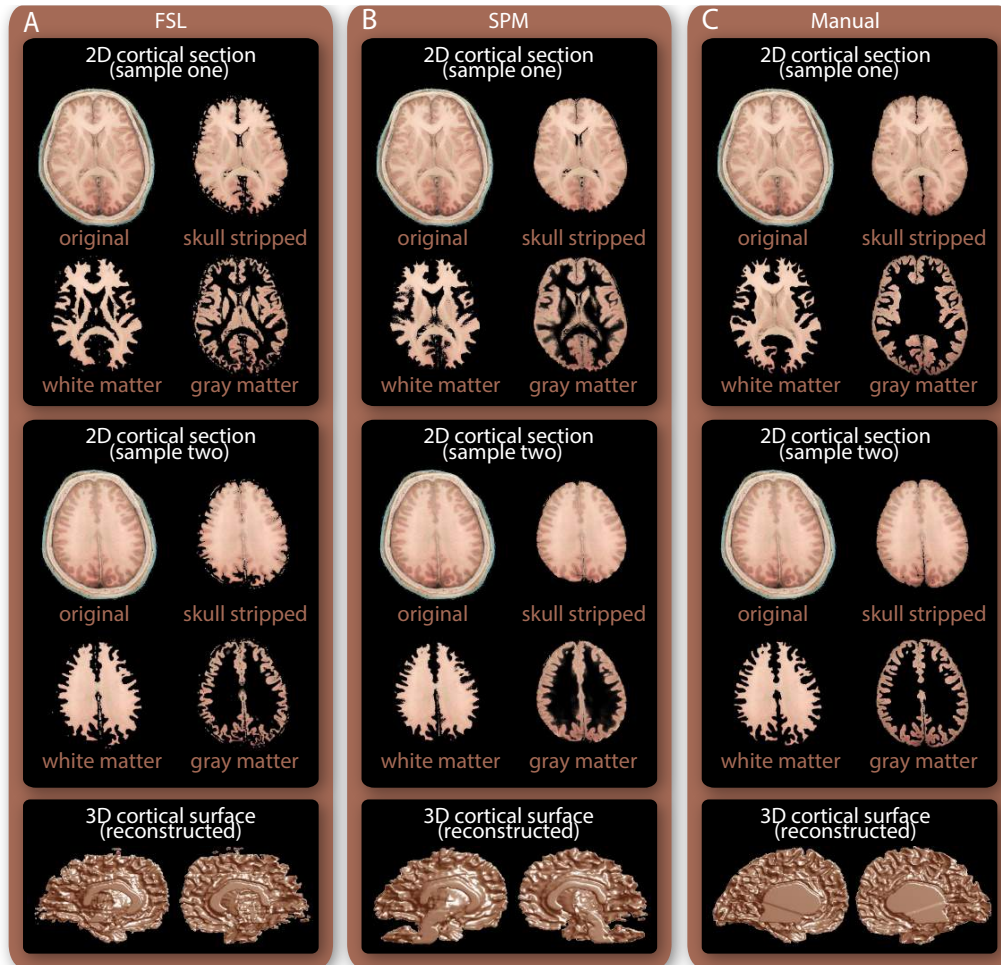 A
FSL
2D cortical section
(sample one)
original
skull stripped
white matter
gray matter
2D cortical section
(sample two)
original
skull stripped
white matter
gray matter
3D cortical surface
(reconstructed)
B
SPM
2D cortical section
(sample one)
original
skull stripped
white matter
gray matter
2D cortical section
(sample two)
original
skull stripped
white matter
gray matter
3D cortical surface
(reconstructed)
C
Manual
2D cortical section
(sample one)
original
skull stripped
white matter
gray matter
2D cortical section
(sample two)
original
skull stripped
white matter
gray matter
3D cortical surface
(reconstructed)